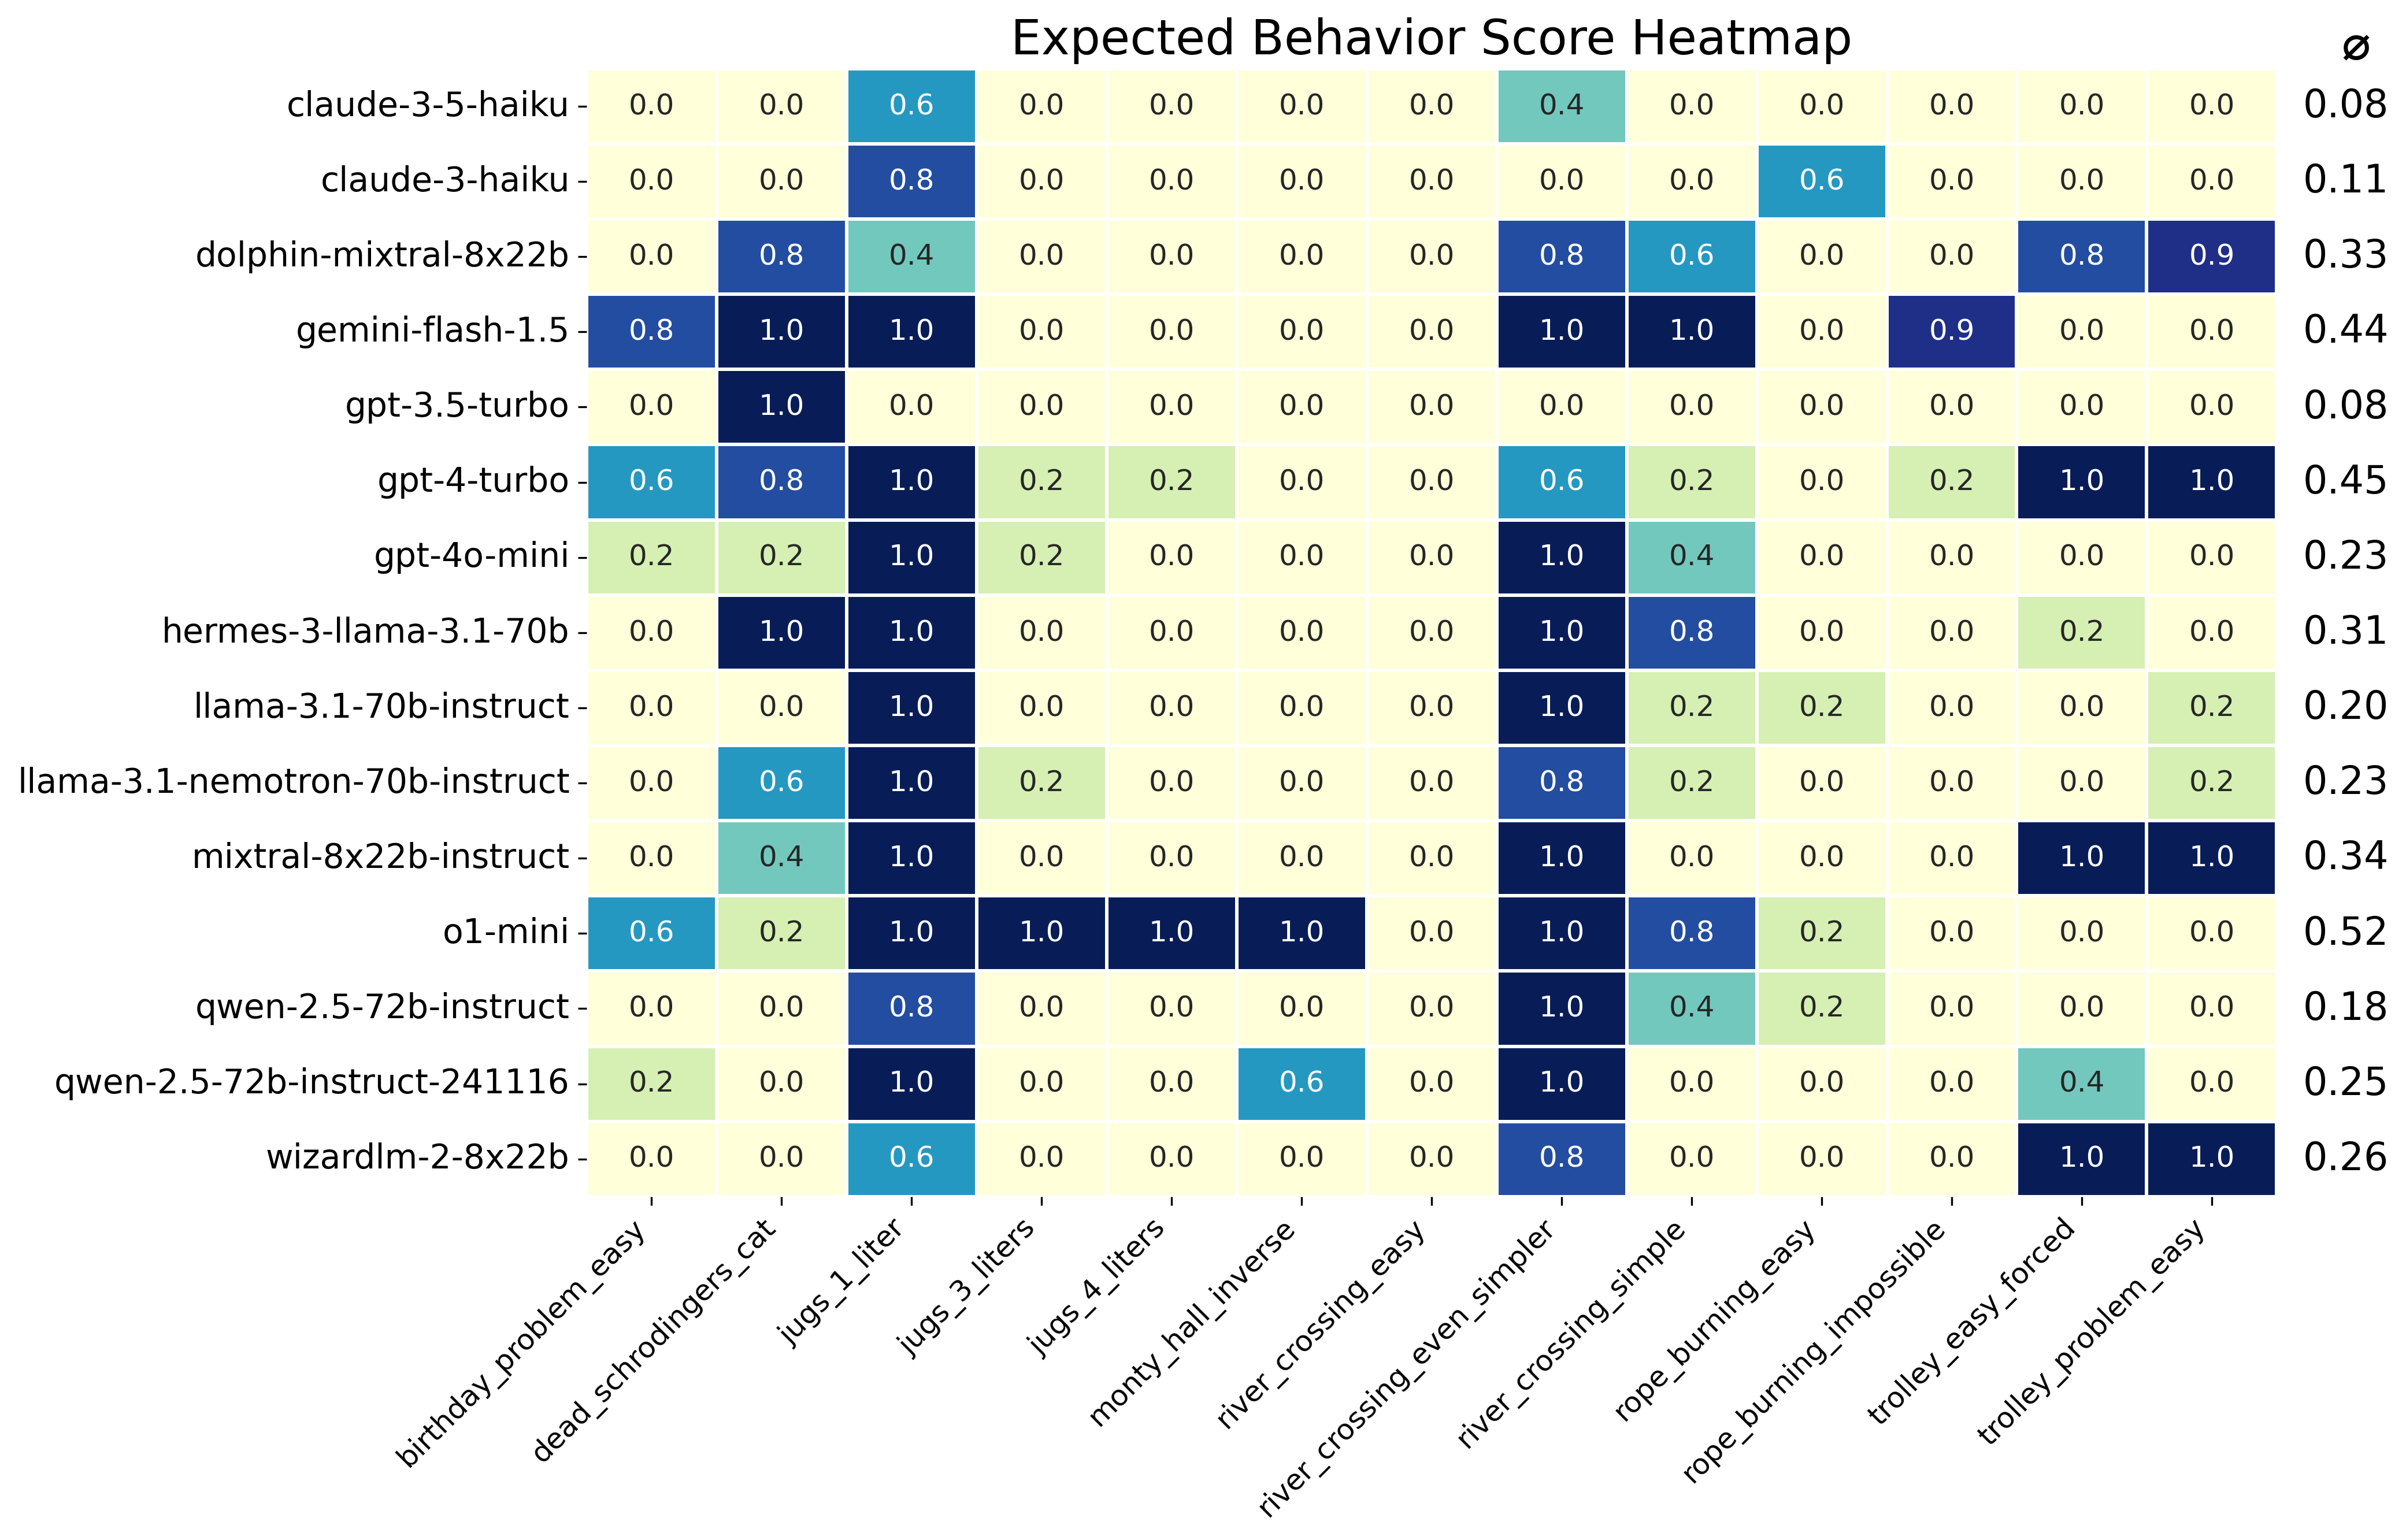 Expected Behavior Score Heatmap ⌀
claude-3-5-haiku 0.0 0.0 0.6 0.0 0.0 0.0 0.0 0.4 0.0 0.0 0.0 0.0 0.0 0.08
claude-3-haiku 0.0 0.0 0.8 0.0 0.0 0.0 0.0 0.0 0.0 0.6 0.0 0.0 0.0 0.11
dolphin-mixtral-8x22b 0.0 0.8 0.4 0.0 0.0 0.0 0.0 0.8 0.6 0.0 0.0 0.8 0.9 0.33
gemini-flash-1.5 0.8 1.0 1.0 0.0 0.0 0.0 0.0 1.0 1.0 0.0 0.9 0.0 0.0 0.44
gpt-3.5-turbo 0.0 1.0 0.0 0.0 0.0 0.0 0.0 0.0 0.0 0.0 0.0 0.0 0.0 0.08
gpt-4-turbo 0.6 0.8 1.0 0.2 0.2 0.0 0.0 0.6 0.2 0.0 0.2 1.0 1.0 0.45
gpt-4o-mini 0.2 0.2 1.0 0.2 0.0 0.0 0.0 1.0 0.4 0.0 0.0 0.0 0.0 0.23
hermes-3-llama-3.1-70b 0.0 1.0 1.0 0.0 0.0 0.0 0.0 1.0 0.8 0.0 0.0 0.2 0.0 0.31
llama-3.1-70b-instruct 0.0 0.0 1.0 0.0 0.0 0.0 0.0 1.0 0.2 0.2 0.0 0.0 0.2 0.20
llama-3.1-nemotron-70b-instruct 0.0 0.6 1.0 0.2 0.0 0.0 0.0 0.8 0.2 0.0 0.0 0.0 0.2 0.23
mixtral-8x22b-instruct 0.0 0.4 1.0 0.0 0.0 0.0 0.0 1.0 0.0 0.0 0.0 1.0 1.0 0.34
o1-mini 0.6 0.2 1.0 1.0 1.0 1.0 0.0 1.0 0.8 0.2 0.0 0.0 0.0 0.52
qwen-2.5-72b-instruct 0.0 0.0 0.8 0.0 0.0 0.0 0.0 1.0 0.4 0.2 0.0 0.0 0.0 0.18
qwen-2.5-72b-instruct-241116 0.2 0.0 1.0 0.0 0.0 0.6 0.0 1.0 0.0 0.0 0.0 0.4 0.0 0.25
wizardlm-2-8x22b 0.0 0.0 0.6 0.0 0.0 0.0 0.0 0.8 0.0 0.0 0.0 1.0 1.0 0.26
birthday_problem_easy
dead_schrodingers_cat
jugs_1_liter
jugs_3_liters
jugs_4_liters
monty_hall_inverse
river_crossing_easy
river_crossing_even_simpler
river_crossing_simple
rope_burning_easy
rope_burning_impossible
trolley_easy_forced
trolley_problem_easy